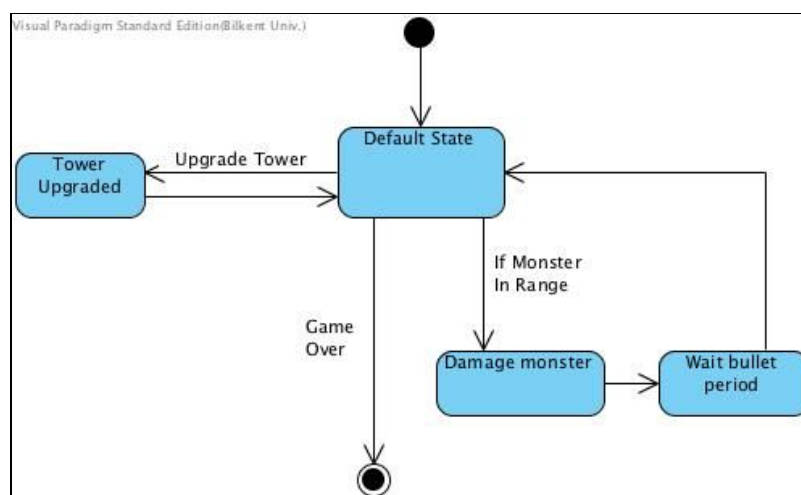 Visual Paradigm Standard Edition(Bilkent Univ.)
Default State
Upgrade Tower
Tower
Upgraded
If Monster
In Range
Game
Over
Damage monster
Wait bullet
period